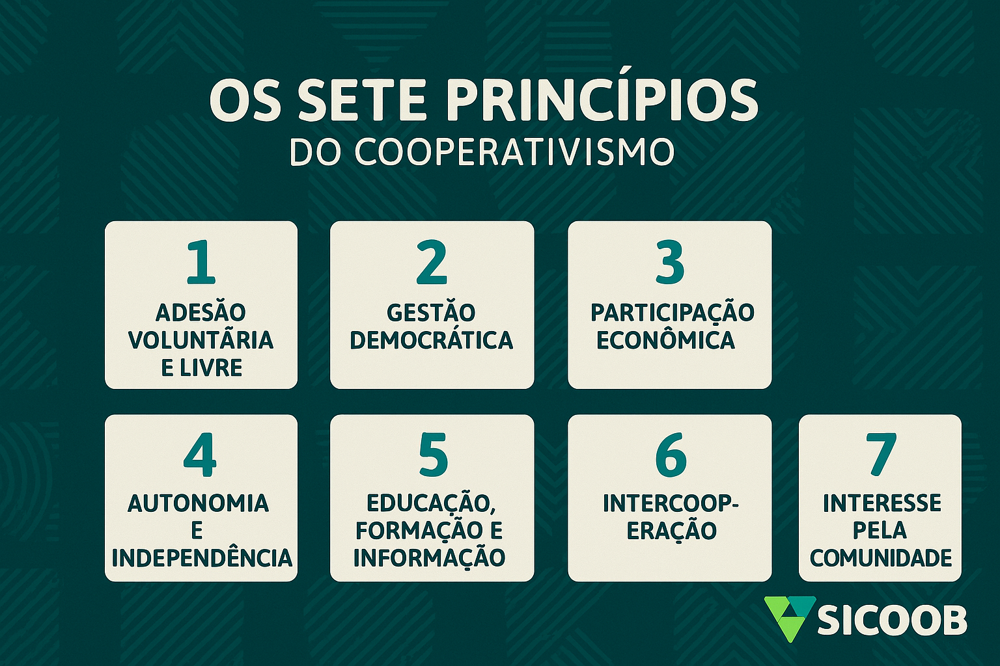 OS SETE PRINCÍPIOS
DO COOPERATIVISMO
1
ADESÃO
VOLUNTÃRIA
E LIVRE
2
GESTÃO
DEMOCRÁTICA
3
PARTICIPAÇÃO
ECONÔMICA
4
AUTONOMIA
E
INDEPENDÊNCIA
5
EDUCAÇÃO,
FORMAÇÃO E
INFORMAÇÃO
6
INTERCOOP-
ERAÇÃO
7
INTERESSE
PELA
COMUNIDADE
SICOOB